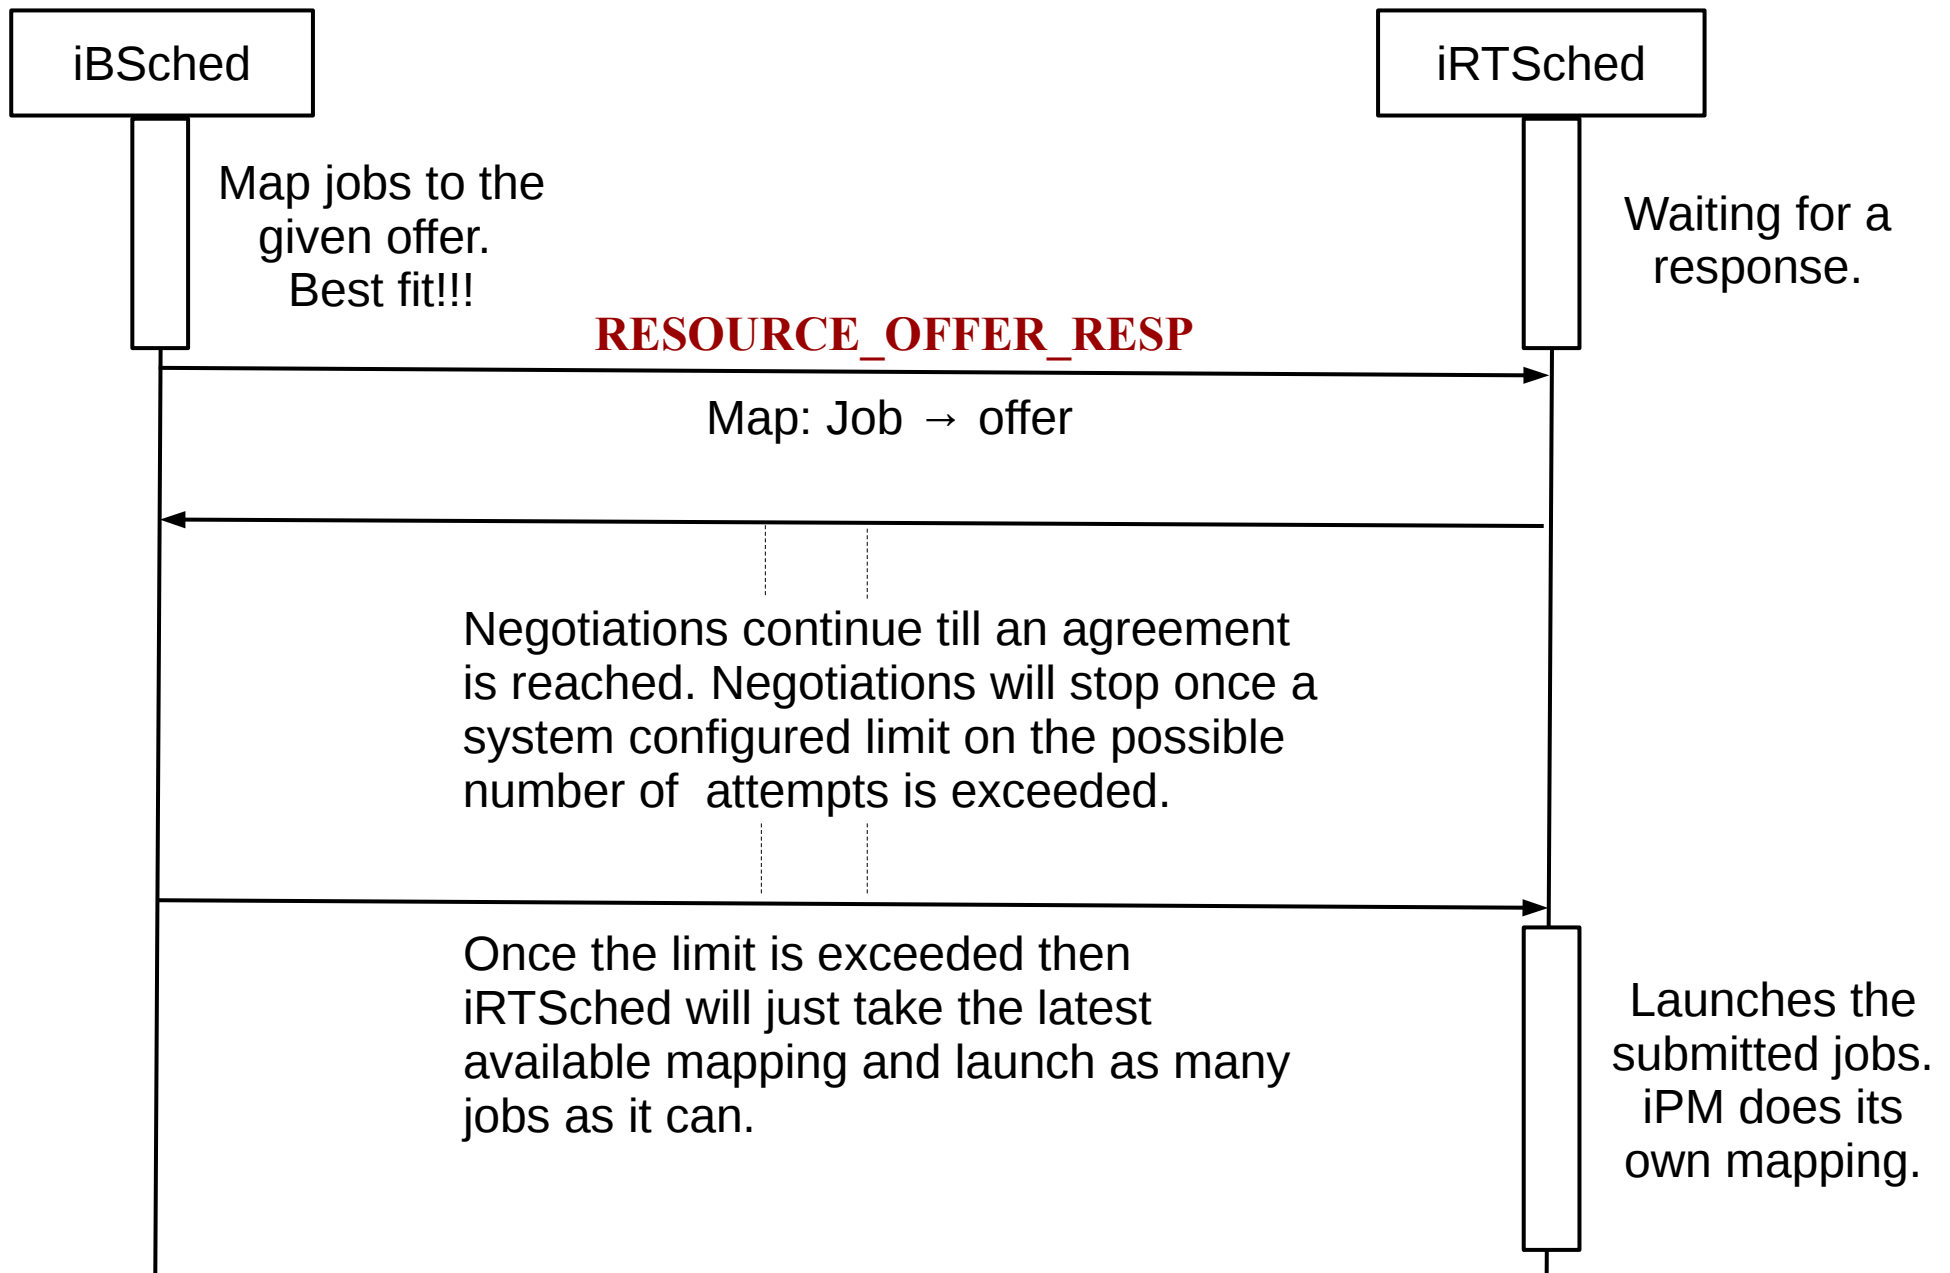 iBSched
iRTSched
Map jobs to the
given offer.
Best fit!!!
Waiting for a
response.
RESOURCE_OFFER_RESP
Map: Job → offer
Negotiations continue till an agreement
is reached. Negotiations will stop once a
system configured limit on the possible
number of  attempts is exceeded.
Once the limit is exceeded then
iRTSched will just take the latest
available mapping and launch as many
jobs as it can.
Launches the
submitted jobs.
iPM does its
own mapping.